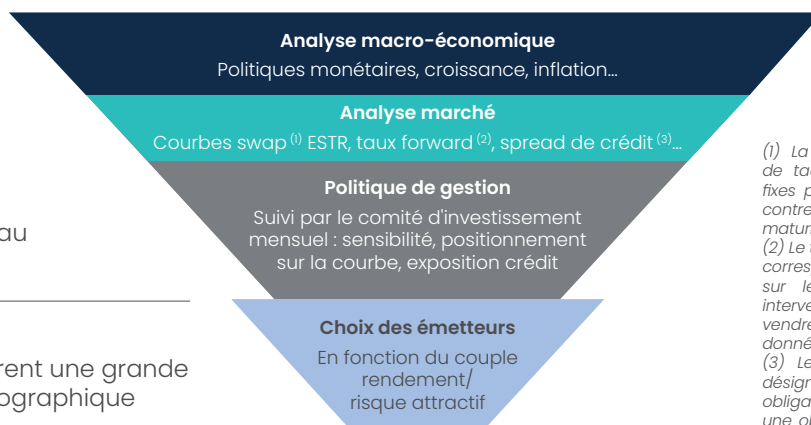 Analyse macro-économique
Politiques monétaires, croissance, inflation...
Analyse marché
Courbes swap (1) ESTR, taux forward (2), spread de crédit (3)...
Politique de gestion
Suivi par le comité d'investissement
mensuel : sensibilité, positionnement
sur la courbe, exposition crédit
Choix des émetteurs
En fonction du couple
rendement/
risque attractif
au
rent une grande
ographique
(1) La
de tau
fixes p
contre
matur
(2) Le t
corres
sur le
interve
vendre
donné
(3) Le
désign
obliga
une ob